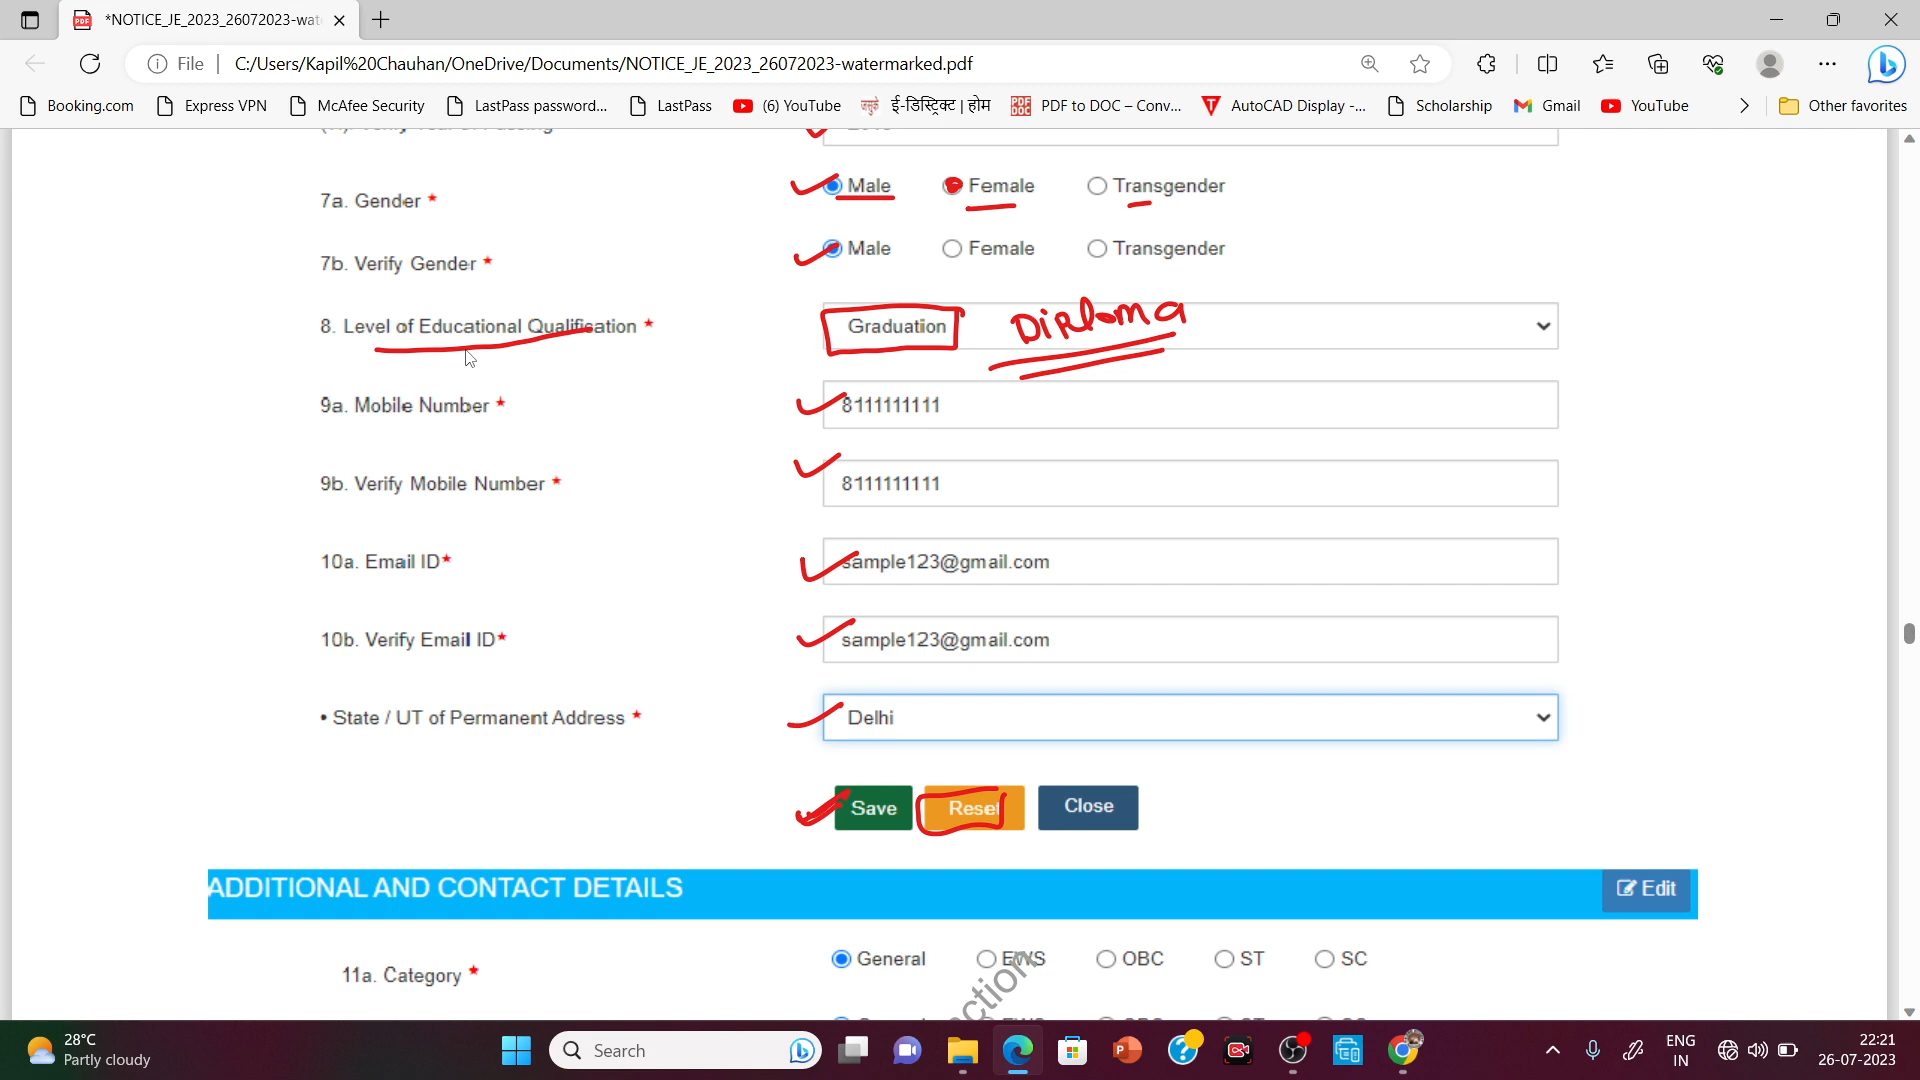 *NOTICE_JE_2023_26072023-wat
File C:/Users/Kapil%20Chauhan/OneDrive/Documents/NOTICE_JE_2023_26072023-watermarked.pdf
Booking.com Express VPN McAfee Security LastPass password... LastPass (6) YouTube ई-डिस्ट्रिक्ट | होम PDF to DOC – Conv... AutoCAD Display -... Scholarship Gmail YouTube Other favorites
7a. Gender * Male Female Transgender
7b. Verify Gender * Male Female Transgender
8. Level of Educational Qualification * Graduation Diploma
9a. Mobile Number * 8111111111
9b. Verify Mobile Number * 8111111111
10a. Email ID* sample123@gmail.com
10b. Verify Email ID* sample123@gmail.com
• State / UT of Permanent Address * Delhi
Save Reset Close
ADDITIONAL AND CONTACT DETAILS Edit
11a. Category * General EWS OBC ST SC
28°C
Partly cloudy
Search
ENG
IN
22:21
26-07-2023